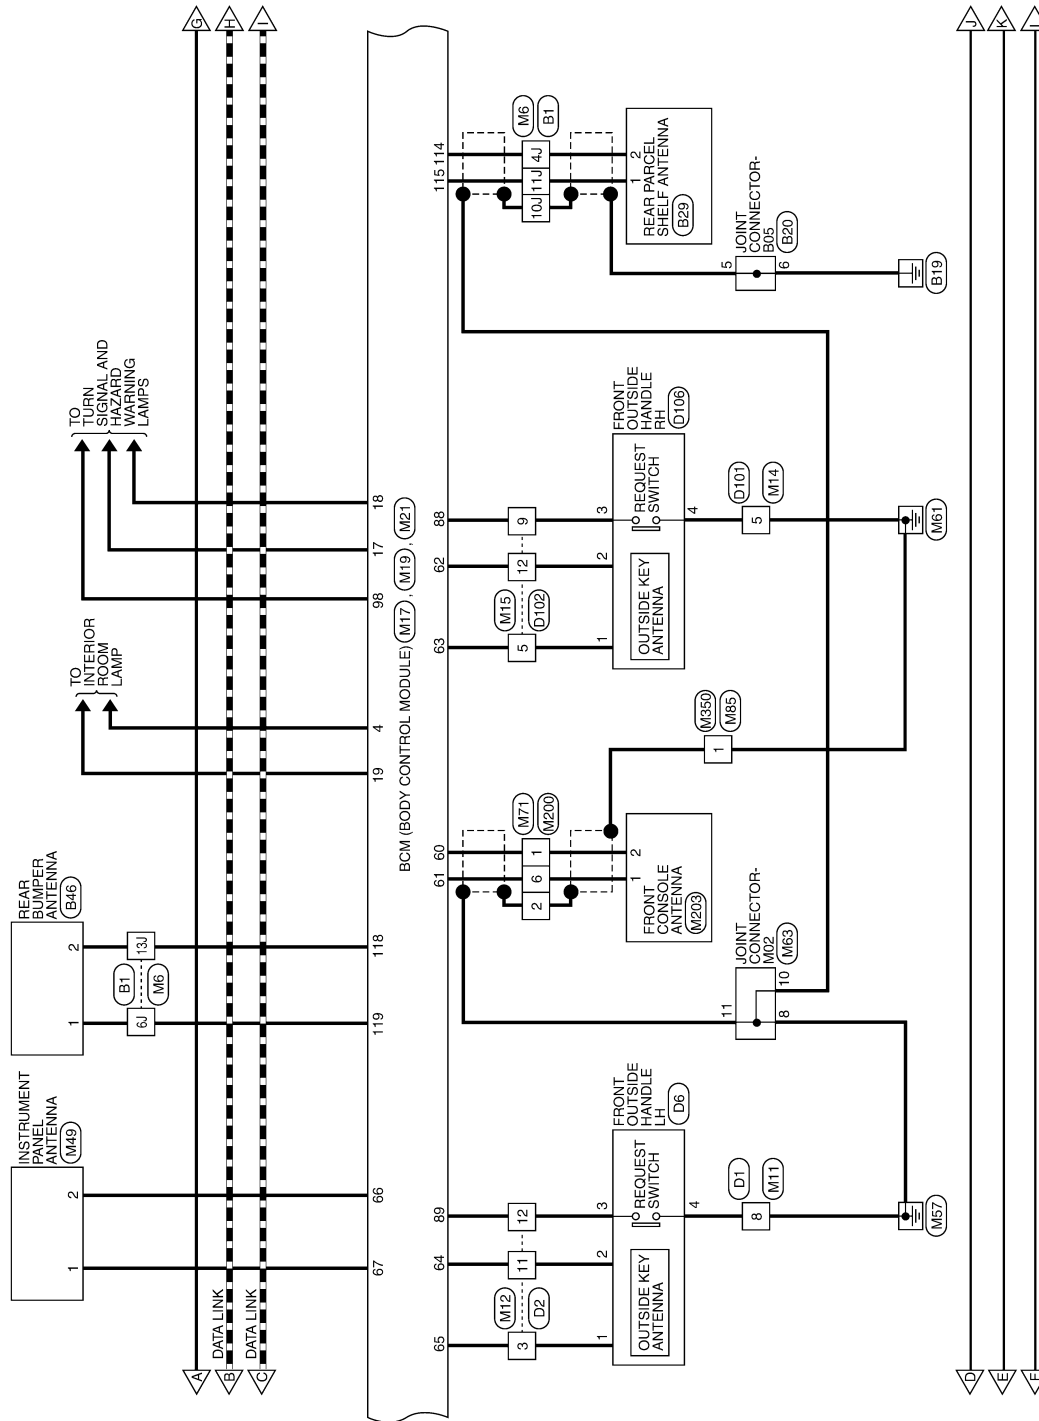 INSTRUMENT
PANEL
ANTENNA
M49
1
2
REAR
BUMPER
ANTENNA
B46
1
2
B1
M6
6J
13J
TO
INTERIOR
ROOM
LAMP
TO
TURN
SIGNAL AND
HAZARD
WARNING
LAMPS
A
G
DATA LINK
B
H
DATA LINK
C
I
67
66
119
118
19
4
98
17
18
BCM (BODY CONTROL MODULE) M17 , M19 , M21
65
64
89
61
60
63
62
88
115
114
M12
D2
3
11
12
M71
M200
2
6
1
M15
D102
5
12
9
M6
B1
10J
11J
4J
1
2
3
OUTSIDE KEY
ANTENNA
REQUEST
SWITCH
FRONT
OUTSIDE
HANDLE
LH
D6
4
1
2
FRONT
CONSOLE
ANTENNA
M203
1
2
3
OUTSIDE KEY
ANTENNA
REQUEST
SWITCH
FRONT
OUTSIDE
HANDLE
RH
D106
4
1
2
REAR PARCEL
SHELF ANTENNA
B29
D1
M11
8
JOINT
CONNECTOR-
M02
M63
11
8
10
M350
M85
1
D101
M14
5
JOINT
CONNECTOR-
B05
B20
5
6
M57
M61
B19
D
J
E
K
F